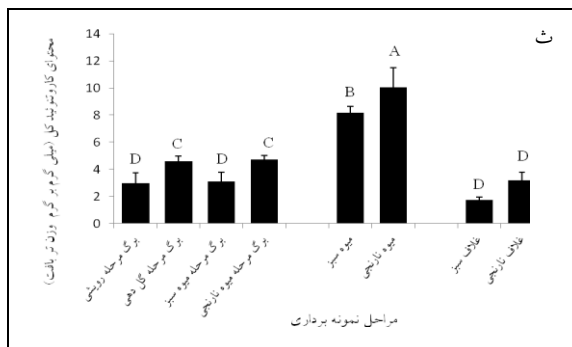 ث
محتوای کاروتنوئید کل (میلی گرم بر گرم وزن تر بافت)
14
12
10
8
6
4
2
0
D
C
D
C
B
A
D
D
برگ مرحله رویشی
برگ مرحله گل دهی
برگ مرحله میوه سبز
برگ مرحله میوه نارنجی
میوه سبز
میوه نارنجی
غلاف سبز
غلاف نارنجی
مراحل نمونه برداری